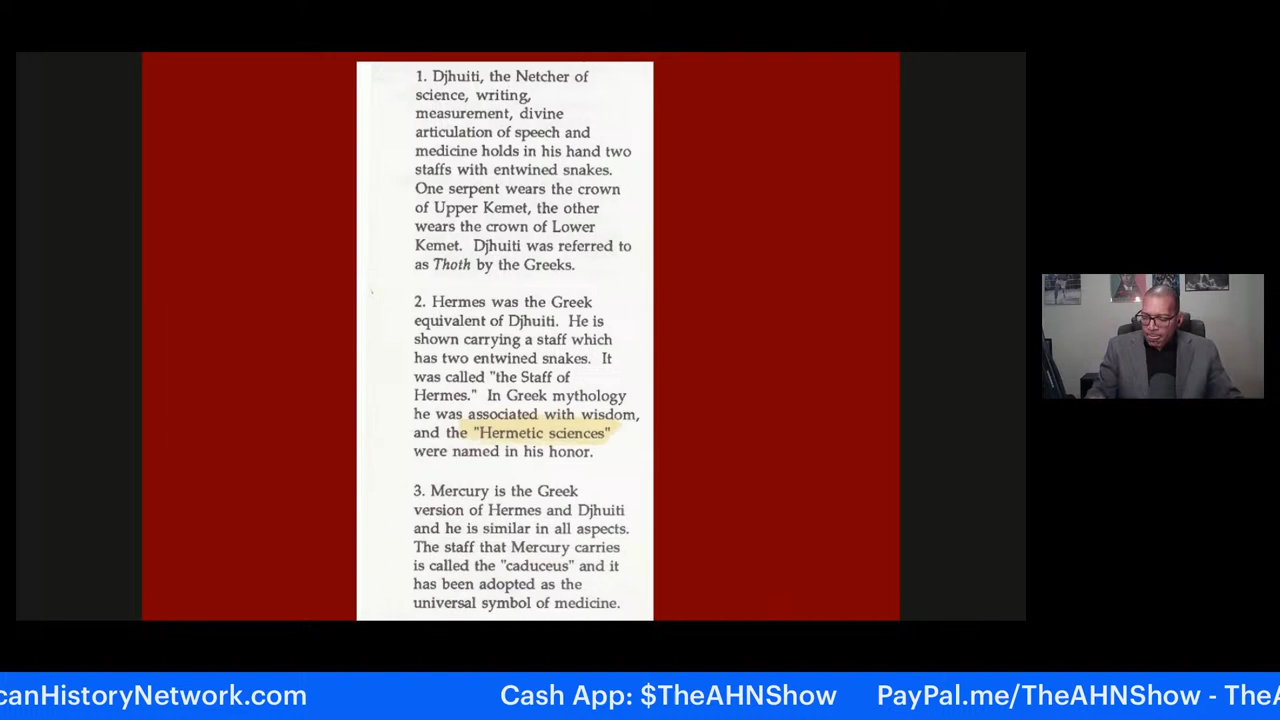 1. Djhuiti, the Netcher of
science, writing,
measurement, divine
articulation of speech and
medicine holds in his hand two
staffs with entwined snakes.
One serpent wears the crown
of Upper Kemet, the other
wears the crown of Lower
Kemet. Djhuiti was referred to
as Thoth by the Greeks.
2. Hermes was the Greek
equivalent of Djhuiti. He is
shown carrying a staff which
has two entwined snakes. It
was called "the Staff of
Hermes." In Greek mythology
he was associated with wisdom,
and the "Hermetic sciences"
were named in his honor.
3. Mercury is the Greek
version of Hermes and Djhuiti
and he is similar in all aspects.
The staff that Mercury carries
is called the "caduceus" and it
has been adopted as the
universal symbol of medicine.
canHistoryNetwork.com Cash App: $TheAHNShow PayPal.me/TheAHNShow - TheA